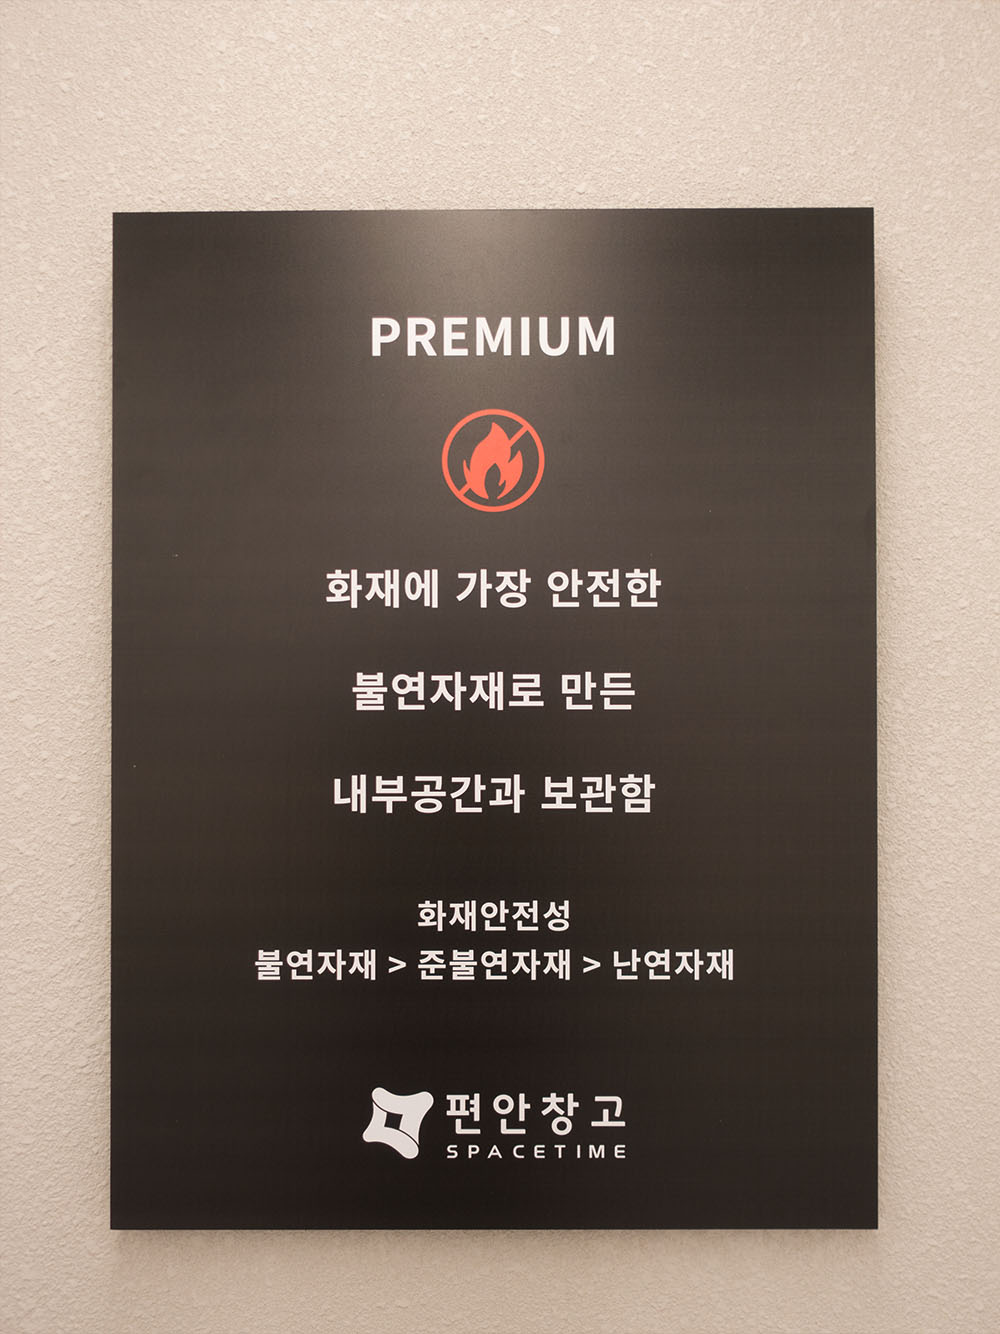 PREMIUM
화재에 가장 안전한
불연자재로 만든
내부공간과 보관함
화재안전성
불연자재 > 준불연자재 > 난연자재
편안창고
SPACETIME